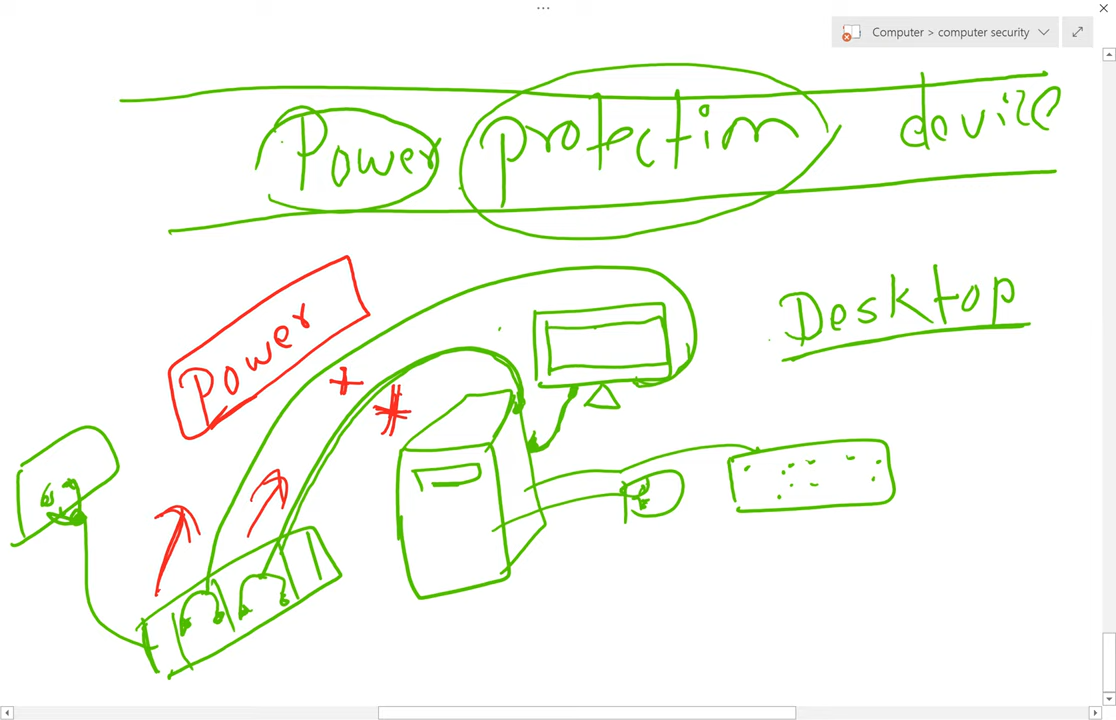 Computer > computer security
Power protection device
Power
Desktop